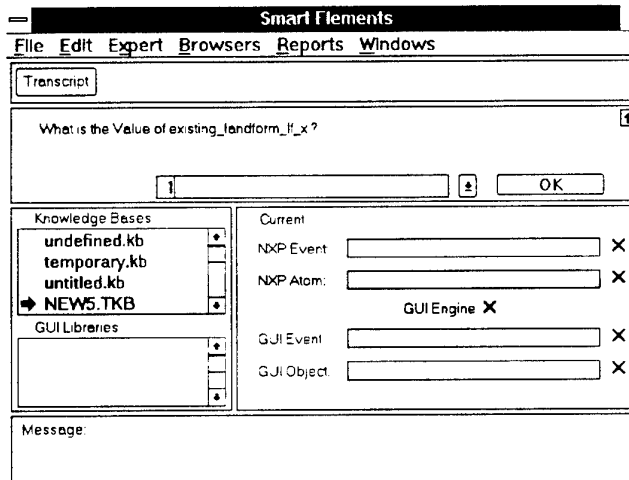 Smart Elements
File Edit Expert Browsers Reports Windows
Transcript
What is the Value of existing_landform_lf_x ?
1
OK
Knowledge Bases
undefined.kb
temporary.kb
untitled.kb
NEW5.TKB
GUI Libraries
Current
NXP Event:
NXP Atom:
GUI Engine
GUI Event:
GUI Object:
Message: